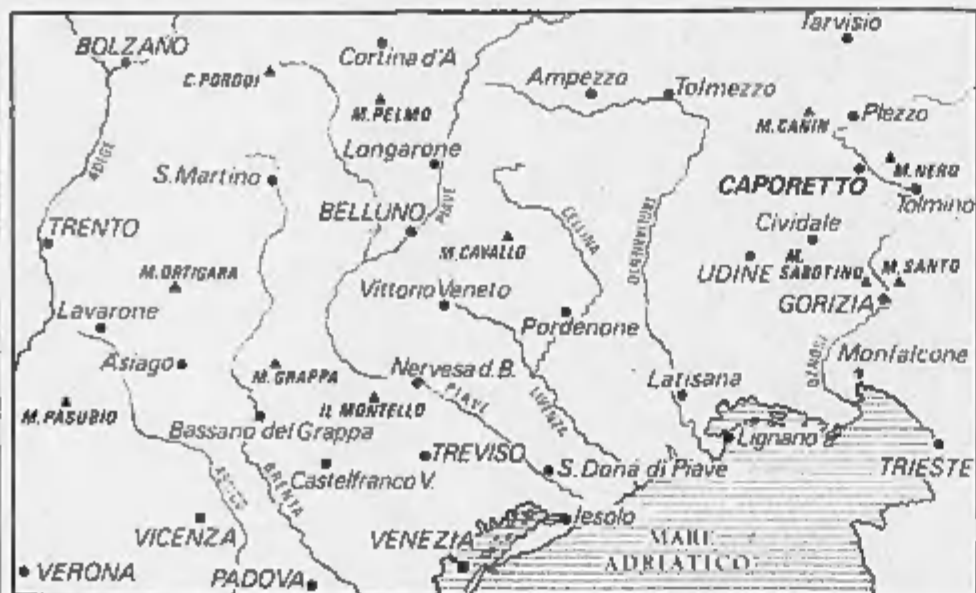 Tarvisio
BOLZANO
Cortina d'A
C. PORDOI
Ampezzo
Tolmezzo
M. PELMO
M. CANIN
Plezzo
Longarone
ADIGE
S. Martino
CAPORETTO
M. NERO
Tolmino
BELLUNO
PIAVE
CELLINA
TAGLIAMENTO
TRENTO
M. CAVALLO
Cividale
M. ORTIGARA
UDINE
M. SABOTINO
M. SANTO
Vittorio Veneto
GORIZIA
Lavarone
Pordenone
ISONZO
Asiago
M. GRAPPA
Nervesa d. B.
Monfalcone
M. PASUBIO
IL MONTELLO
PIAVE
LIVENZA
Latisana
Bassano del Grappa
Lignano
TREVISO
S. Donà di Piave
TRIESTE
Castelfranco V.
ASTICO
BRENTA
VICENZA
Iesolo
VENEZIA
MARE
ADRIATICO
VERONA
PADOVA